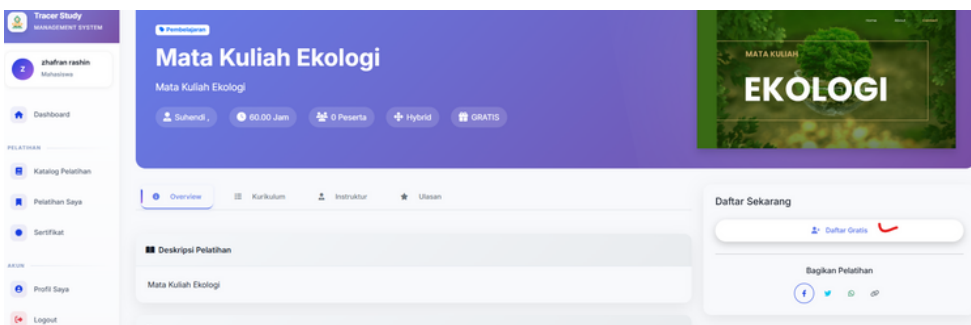 Tracer Study
MANAGEMENT SYSTEM
Z
zhafran rashin
Mahasiswa
Dashboard
PELATIHAN
Katalog Pelatihan
Pelatihan Saya
Sertifikat
AKUN
Profil Saya
Logout
Pembelajaran
Mata Kuliah Ekologi
Mata Kuliah Ekologi
Suhendi ,
60.00 Jam
0 Peserta
Hybrid
GRATIS
MATA KULIAH
EKOLOGI
Overview
Kurikulum
Instruktur
Ulasan
Deskripsi Pelatihan
Mata Kuliah Ekologi
Daftar Sekarang
Daftar Gratis
Bagikan Pelatihan